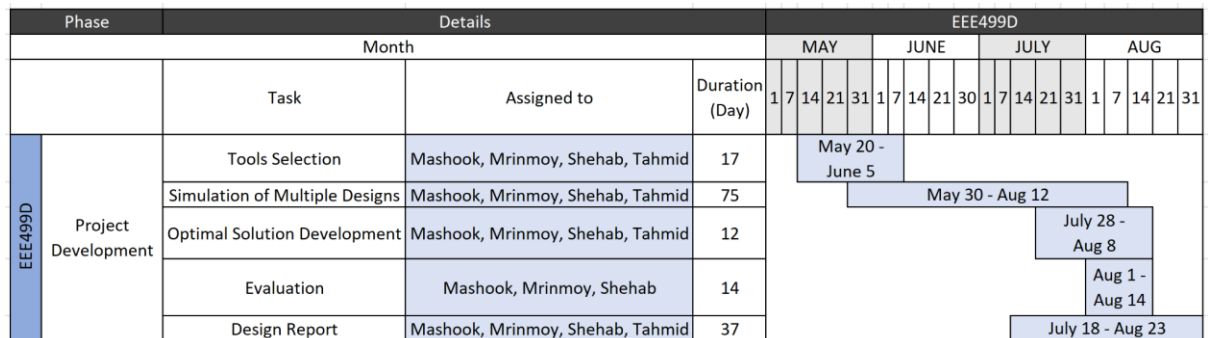 Phase Details EEE499D
Month MAY JUNE JULY AUG
Task Assigned to Duration (Day) 1 7 14 21 31 1 7 14 21 30 1 7 14 21 31 1 7 14 21 31
EEE499D
Project
Development
Tools Selection Mashook, Mrinmoy, Shehab, Tahmid 17 May 20 -
June 5
Simulation of Multiple Designs Mashook, Mrinmoy, Shehab, Tahmid 75 May 30 - Aug 12
Optimal Solution Development Mashook, Mrinmoy, Shehab, Tahmid 12 July 28 -
Aug 8
Evaluation Mashook, Mrinmoy, Shehab 14 Aug 1 -
Aug 14
Design Report Mashook, Mrinmoy, Shehab, Tahmid 37 July 18 - Aug 23